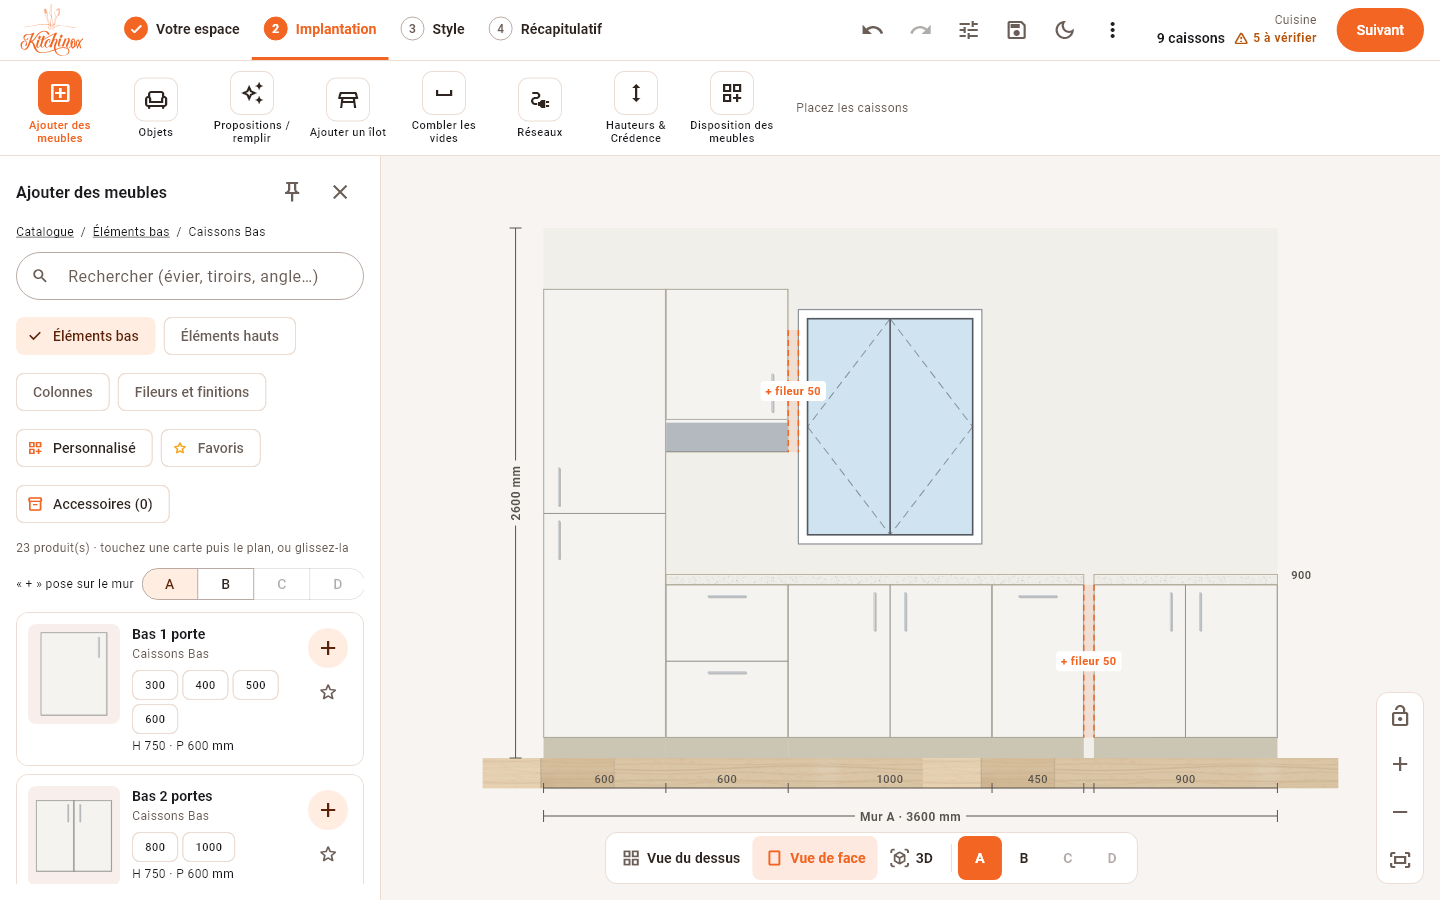 Kitchinox
Votre espace
2 Implantation
3 Style
4 Récapitulatif
Cuisine
9 caissons 5 à vérifier
Suivant
Ajouter des
meubles
Objets
Propositions /
remplir
Ajouter un îlot
Combler les
vides
Réseaux
Hauteurs &
Crédence
Disposition des
meubles
Placez les caissons
Ajouter des meubles
Catalogue / Éléments bas / Caissons Bas
Rechercher (évier, tiroirs, angle…)
Éléments bas
Éléments hauts
Colonnes
Fileurs et finitions
Personnalisé
Favoris
Accessoires (0)
23 produit(s) · touchez une carte puis le plan, ou glissez-la
« + » pose sur le mur A B C D
Bas 1 porte
Caissons Bas
300 400 500
600
H 750 · P 600 mm
Bas 2 portes
Caissons Bas
800 1000
H 750 · P 600 mm
2600 mm
+ fileur 50
900
+ fileur 50
600 600 1000 450 900
Mur A · 3600 mm
Vue du dessus
Vue de face
3D
A B C D